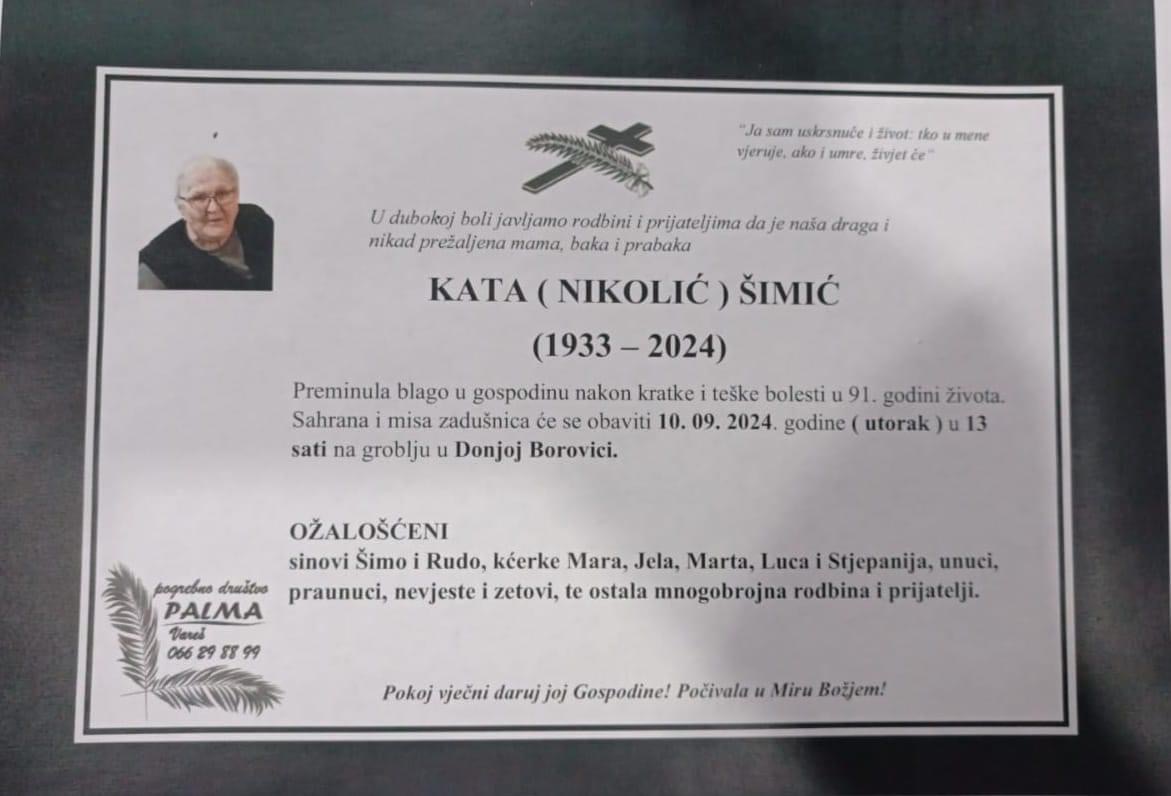 "Ja sam uskrsnuče i život: tko u mene
vjeruje, ako i umre, živjet če"
U dubokoj boli javljamo rodbini i prijateljima da je naša draga i
nikad prežaljena mama, baka i prabaka
KATA ( NIKOLIĆ ) ŠIMIĆ
(1933 – 2024)
Preminula blago u gospodinu nakon kratke i teške bolesti u 91. godini života.
Sahrana i misa zadušnica će se obaviti 10. 09. 2024. godine ( utorak ) u 13
sati na groblju u Donjoj Borovici.
OŽALOŠĆENI
sinovi Šimo i Rudo, kćerke Mara, Jela, Marta, Luca i Stjepanija, unuci,
praunuci, nevjeste i zetovi, te ostala mnogobrojna rodbina i prijatelji.
pogrebno društvo
PALMA
Vareš
066 29 88 99
Pokoj vječni daruj joj Gospodine! Počivala u Miru Božjem!